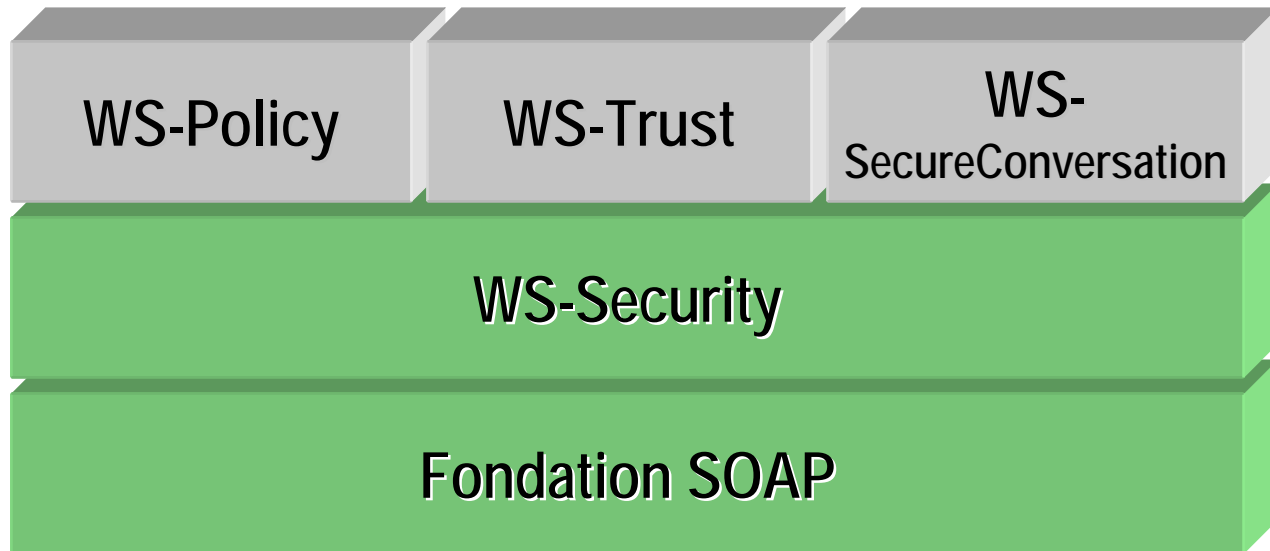 WS-Policy
WS-Trust
WS-
SecureConversation
WS-Security
Fondation SOAP